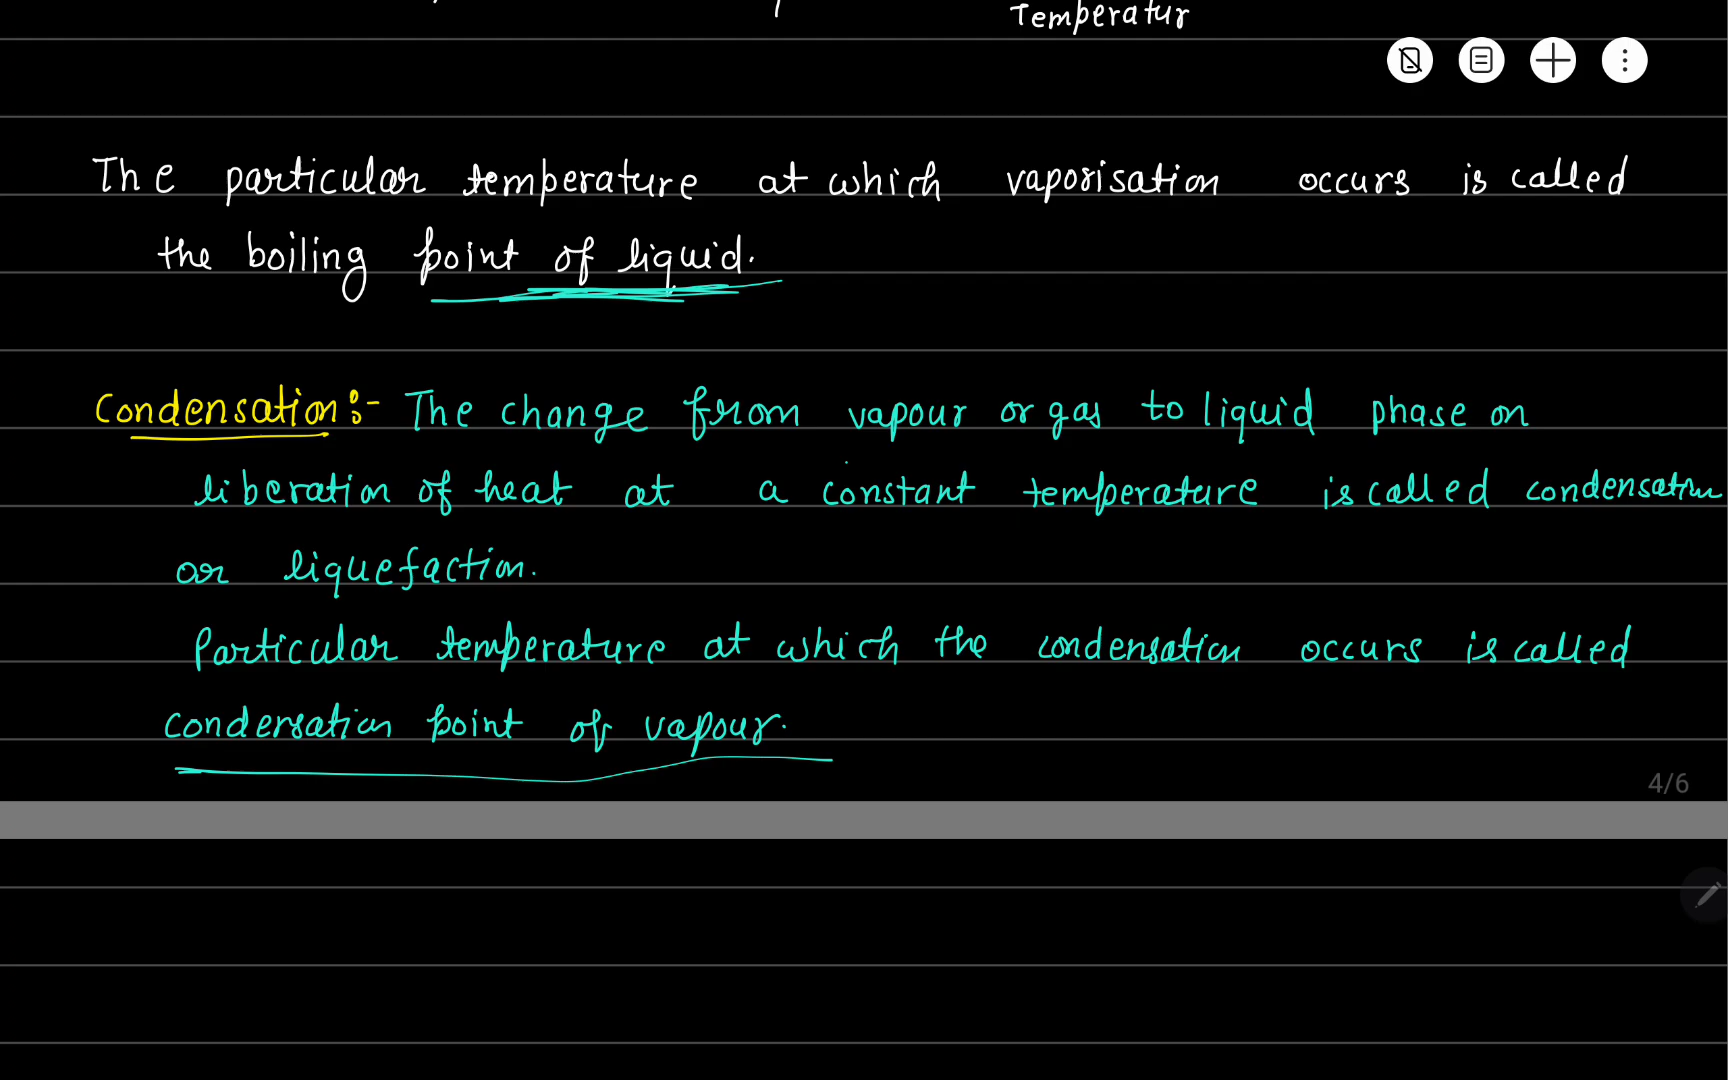 Temperatur
The particular temperature at which vaporisation occurs is called
the boiling point of liquid.
Condensation:- The change from vapour or gas to liquid phase on
liberation of heat at a constant temperature is called condensation
or liquefaction.
Particular temperature at which the condensation occurs is called
condensation point of vapour.
4/6